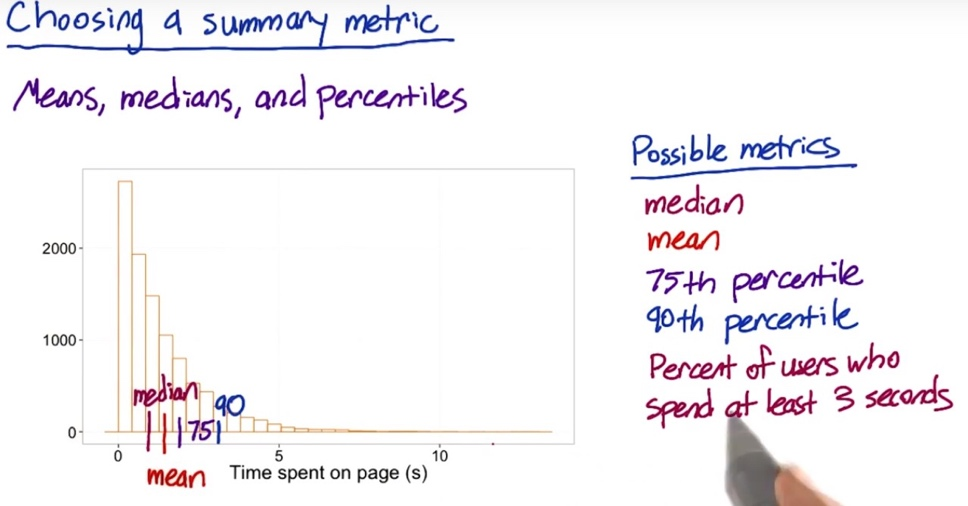 Choosing a summary metric
Means, medians, and percentiles
Possible metrics
median
mean
75th percentile
90th percentile
Percent of users who
spend at least 3 seconds
2000
1000
0
median
90
75
0
5
10
mean
Time spent on page (s)